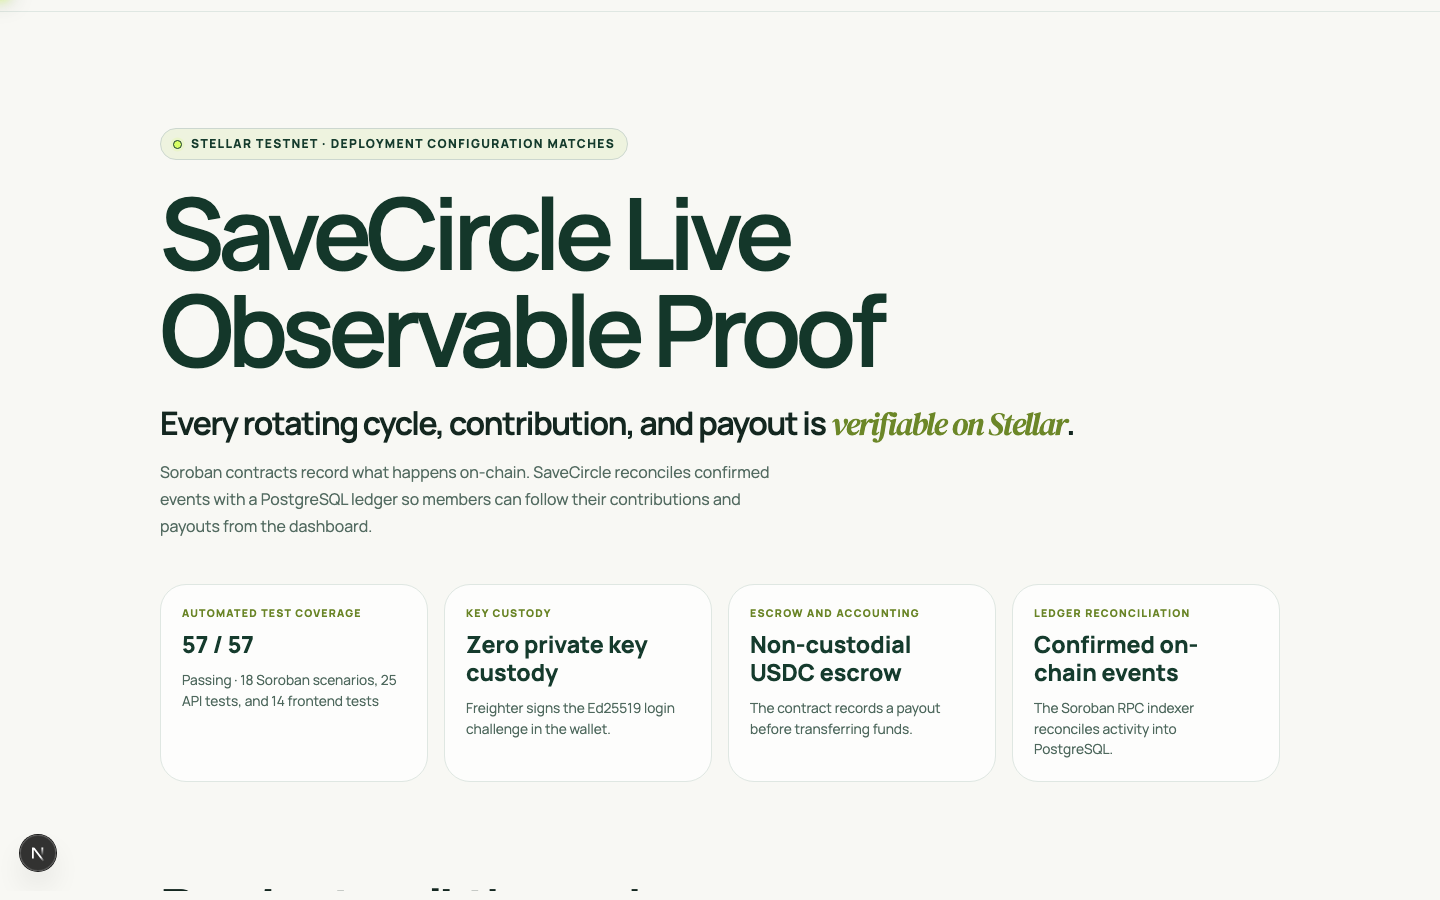 STELLAR TESTNET · DEPLOYMENT CONFIGURATION MATCHES
SaveCircle Live
Observable Proof
Every rotating cycle, contribution, and payout is verifiable on Stellar.
Soroban contracts record what happens on-chain. SaveCircle reconciles confirmed
events with a PostgreSQL ledger so members can follow their contributions and
payouts from the dashboard.
AUTOMATED TEST COVERAGE
57 / 57
Passing · 18 Soroban scenarios, 25
API tests, and 14 frontend tests
KEY CUSTODY
Zero private key
custody
Freighter signs the Ed25519 login
challenge in the wallet.
ESCROW AND ACCOUNTING
Non-custodial
USDC escrow
The contract records a payout
before transferring funds.
LEDGER RECONCILIATION
Confirmed on-
chain events
The Soroban RPC indexer
reconciles activity into
PostgreSQL.
N